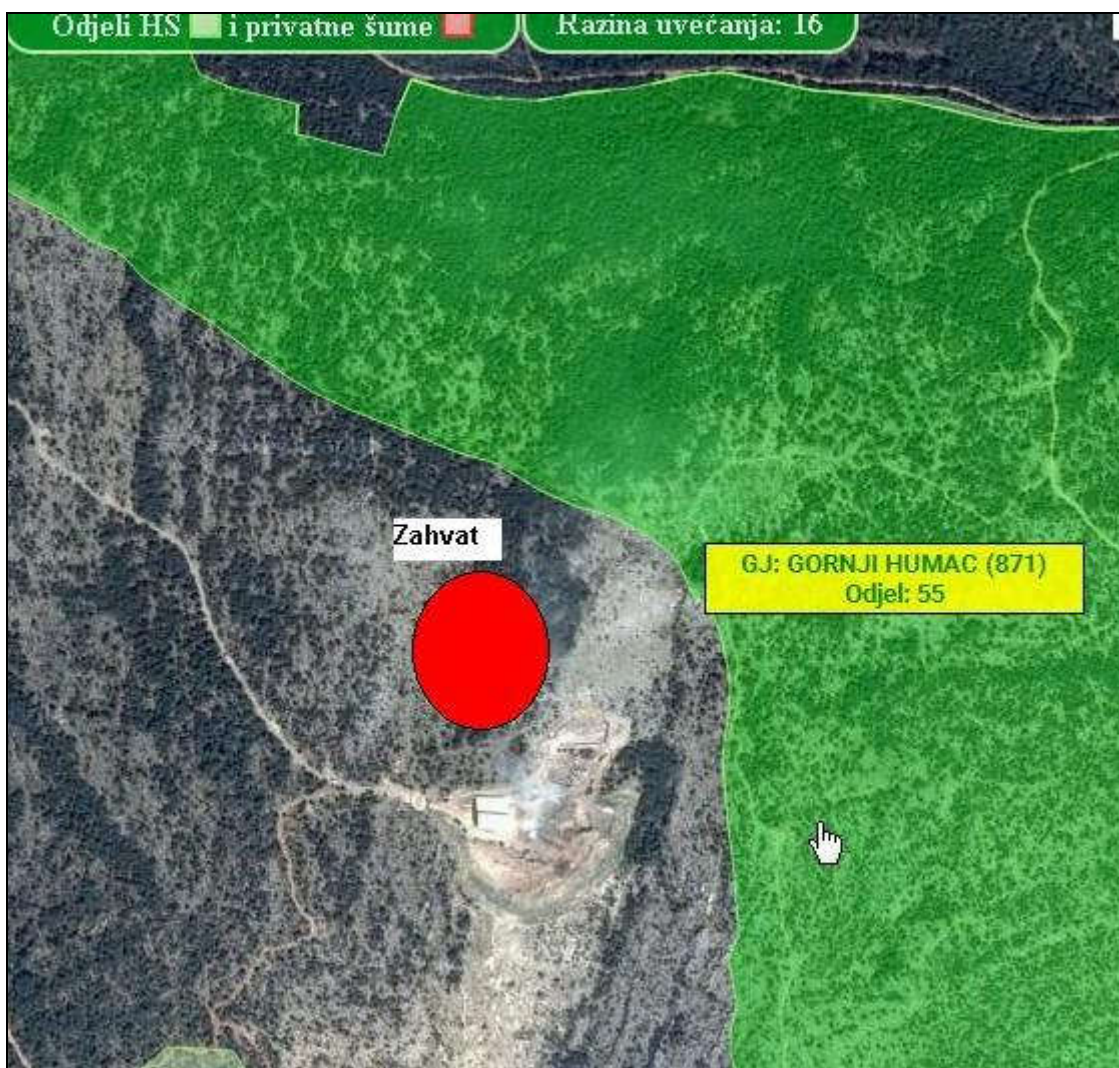 Odjeli HS i privatne šume
Razina uvećanja: 16
Zahvat
GJ: GORNJI HUMAC (871)
Odjel: 55